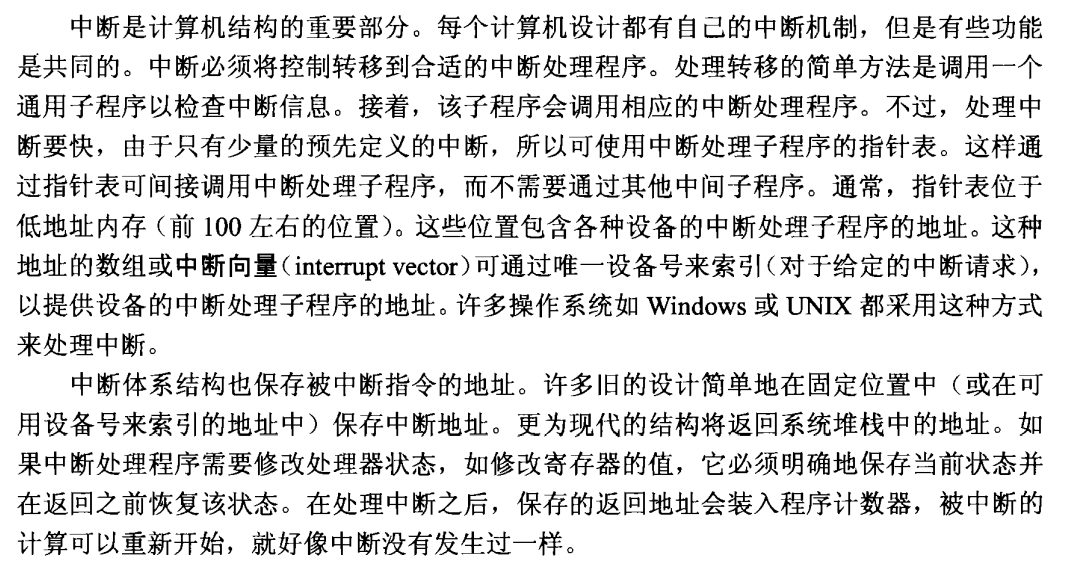 中断是计算机结构的重要部分。每个计算机设计都有自己的中断机制，但是有些功能
是共同的。中断必须将控制转移到合适的中断处理程序。处理转移的简单方法是调用一个
通用子程序以检查中断信息。接着，该子程序会调用相应的中断处理程序。不过，处理中
断要快，由于只有少量的预先定义的中断，所以可使用中断处理子程序的指针表。这样通
过指针表可间接调用中断处理子程序，而不需要通过其他中间子程序。通常，指针表位于
低地址内存（前 100 左右的位置）。这些位置包含各种设备的中断处理子程序的地址。这种
地址的数组或中断向量（interrupt vector）可通过唯一设备号来索引（对于给定的中断请求），
以提供设备的中断处理子程序的地址。许多操作系统如 Windows 或 UNIX 都采用这种方式
来处理中断。
中断体系结构也保存被中断指令的地址。许多旧的设计简单地在固定位置中（或在可
用设备号来索引的地址中）保存中断地址。更为现代的结构将返回系统堆栈中的地址。如
果中断处理程序需要修改处理器状态，如修改寄存器的值，它必须明确地保存当前状态并
在返回之前恢复该状态。在处理中断之后，保存的返回地址会装入程序计数器，被中断的
计算可以重新开始，就好像中断没有发生过一样。